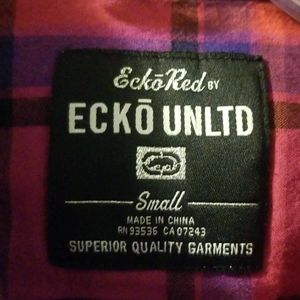 EckōRed BY
ECKŌ UNLTD
Small
MADE IN CHINA
RN 93536 CA 07243
SUPERIOR QUALITY GARMENTS